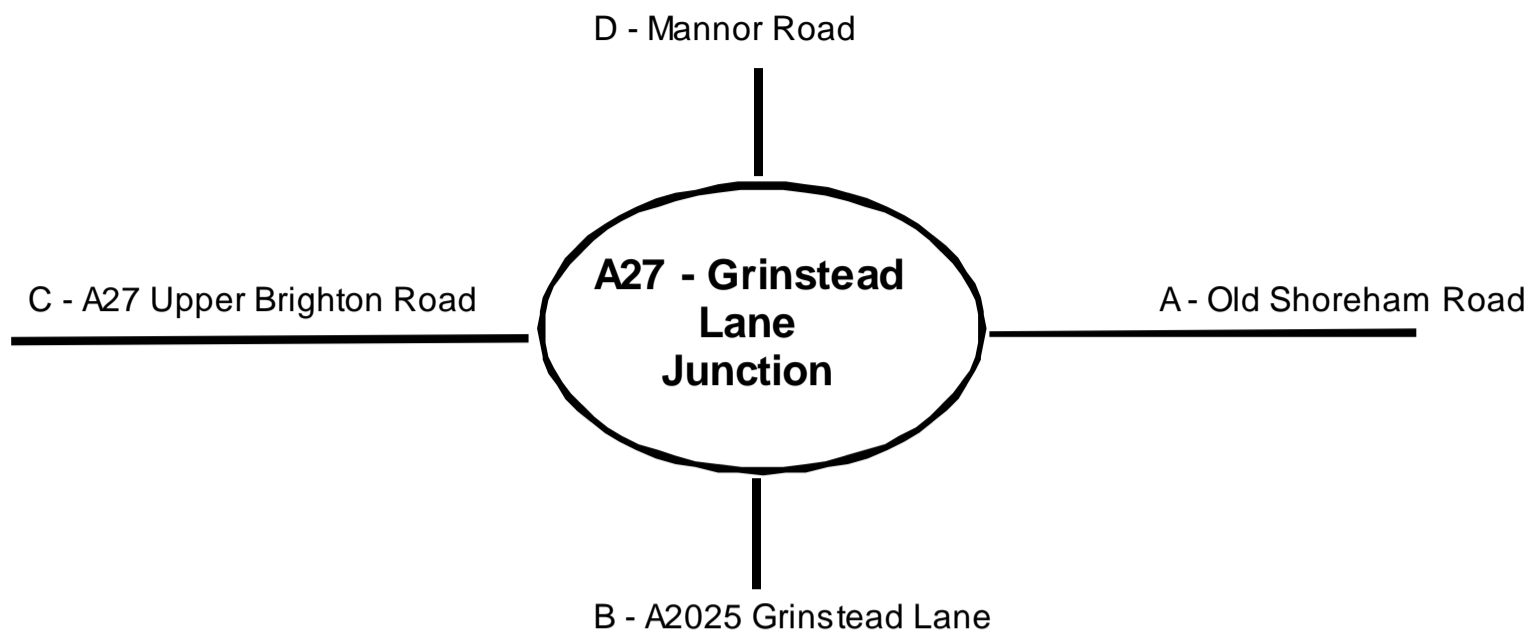 D - Mannor Road
A27 - Grinstead
Lane
Junction
C - A27 Upper Brighton Road
A - Old Shoreham Road
B - A2025 Grinstead Lane